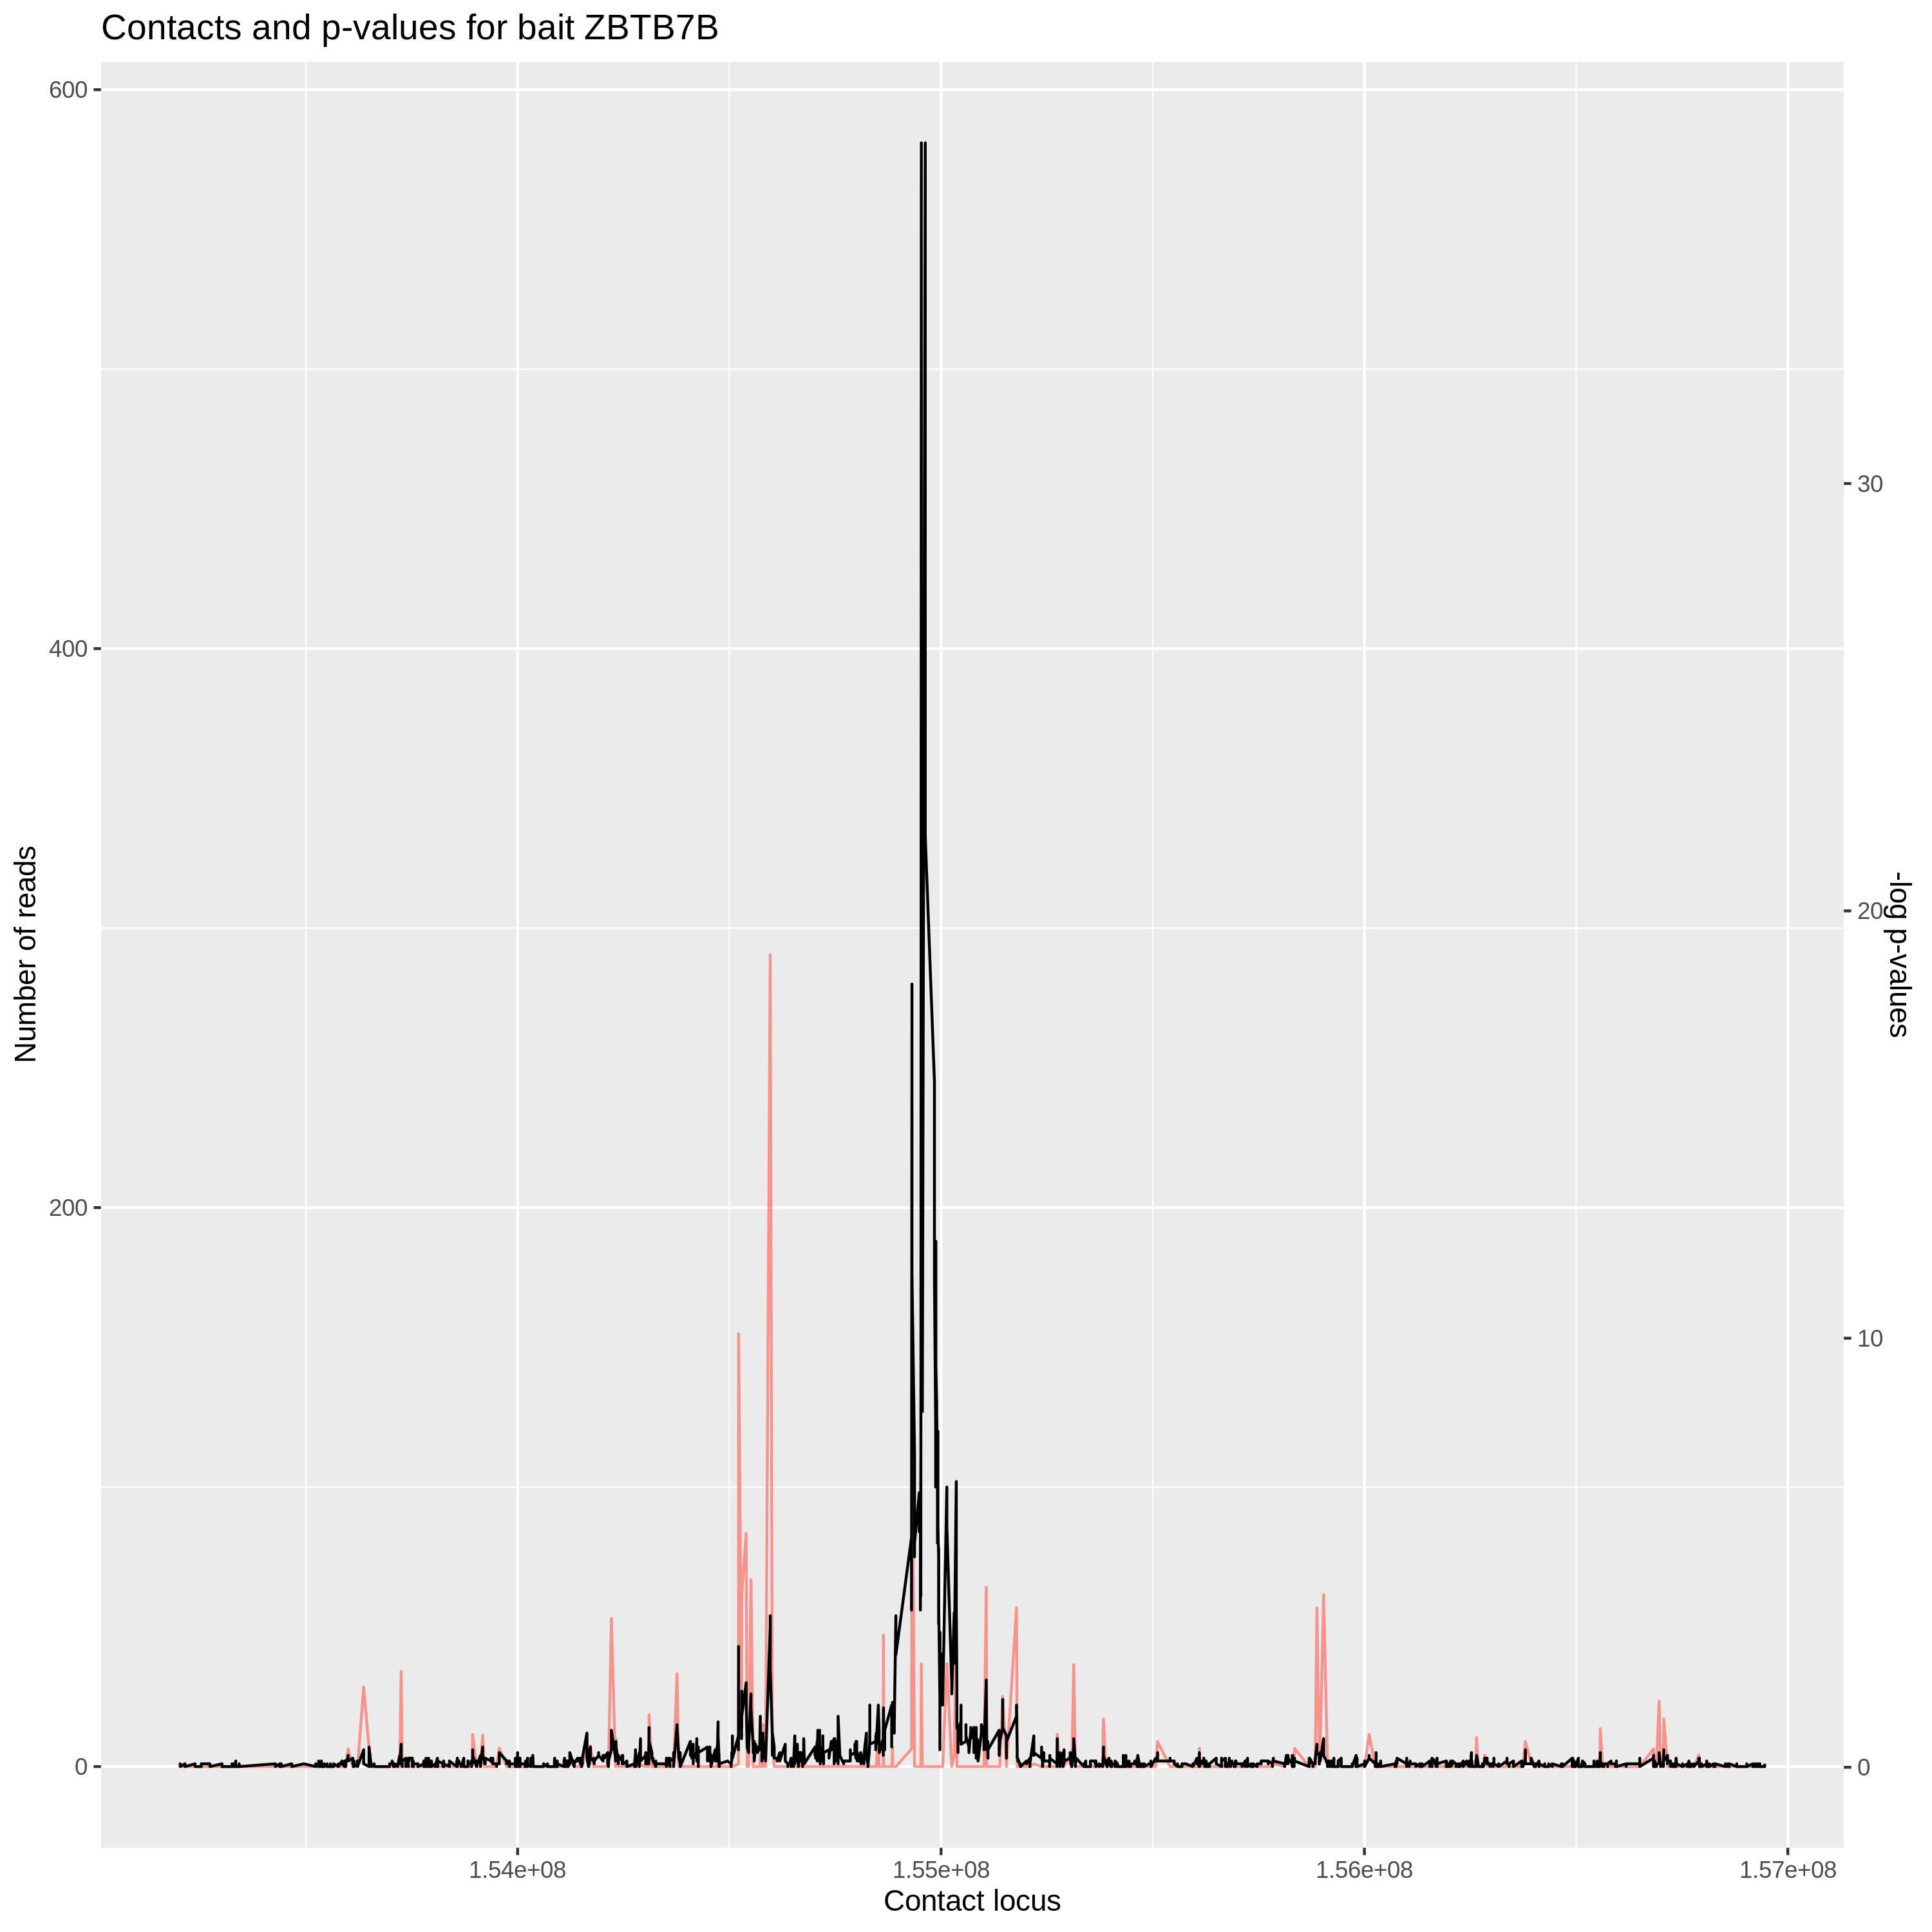 Contacts and p-values for bait ZBTB7B
600
400
200
0
Number of reads
30
20
10
0
-log p-values
1.54e+08
1.55e+08
1.56e+08
1.57e+08
Contact locus